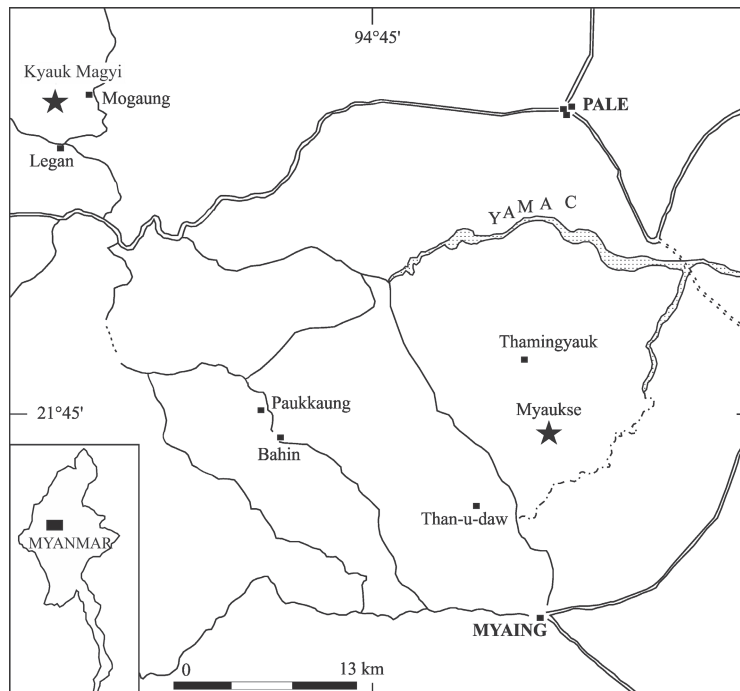 94°45'
Kyauk Magyi
Mogaung
PALE
Legan
YAMAC
Thamingyauk
Paukkaung
21°45'
Myaukse
Bahin
Than-u-daw
MYANMAR
MYAING
0 13 km